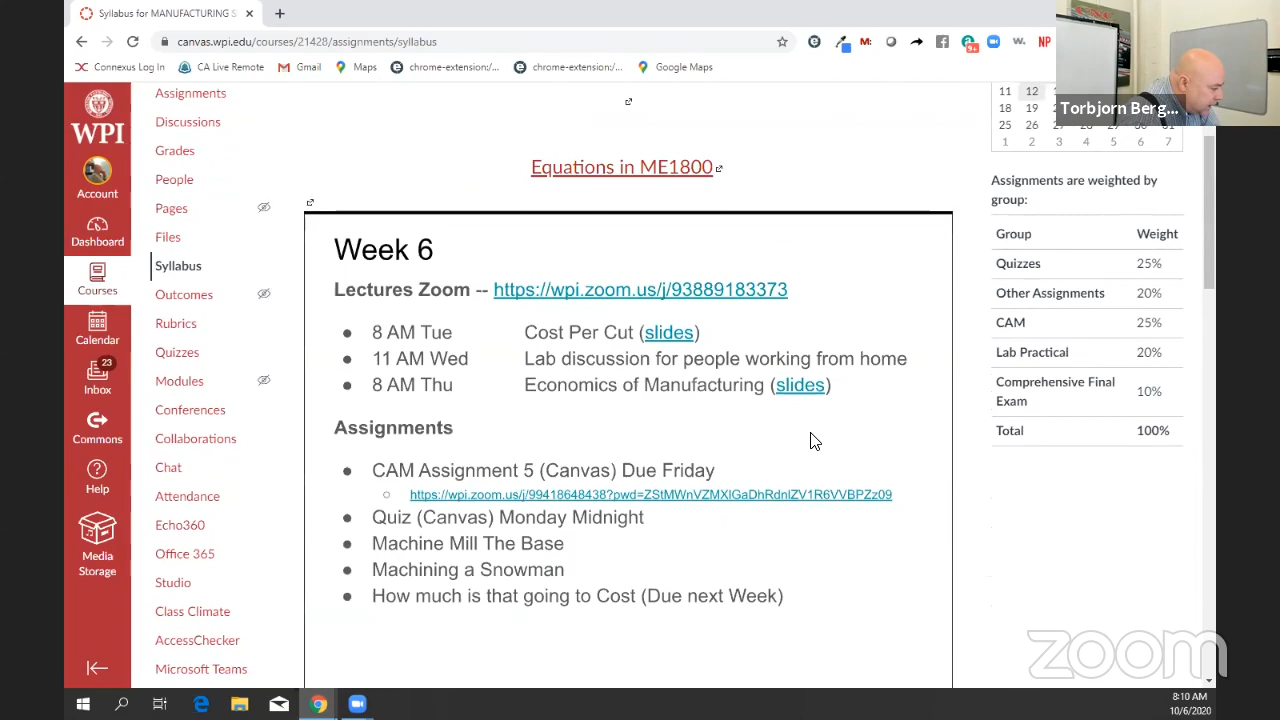 Syllabus for MANUFACTURING S
canvas.wpi.edu/courses/21428/assignments/syllabus
M:
9+
w.
NP
Connexus Log In
CA Live Remote
Gmail
Maps
chrome-extension:/...
chrome-extension:/...
Google Maps
WPI
Account
Dashboard
Courses
Calendar
23
Inbox
Commons
Help
Media
Storage
Assignments
Discussions
Grades
People
Pages
Files
Syllabus
Outcomes
Rubrics
Quizzes
Modules
Conferences
Collaborations
Chat
Attendance
Echo360
Office 365
Studio
Class Climate
AccessChecker
Microsoft Teams
Equations in ME1800
Week 6
Lectures Zoom -- https://wpi.zoom.us/j/93889183373
8 AM Tue Cost Per Cut (slides)
11 AM Wed Lab discussion for people working from home
8 AM Thu Economics of Manufacturing (slides)
Assignments
CAM Assignment 5 (Canvas) Due Friday
https://wpi.zoom.us/j/99418648438?pwd=ZStMWnVZMXlGaDhRdnlZV1R6VVBPZz09
Quiz (Canvas) Monday Midnight
Machine Mill The Base
Machining a Snowman
How much is that going to Cost (Due next Week)
Torbjorn Berg...
11 12
18 19
25 26 27 28 29 30 31
1 2 3 4 5 6 7
Assignments are weighted by
group:
Group Weight
Quizzes 25%
Other Assignments 20%
CAM 25%
Lab Practical 20%
Comprehensive Final
Exam 10%
Total 100%
zoom
8:10 AM
10/6/2020